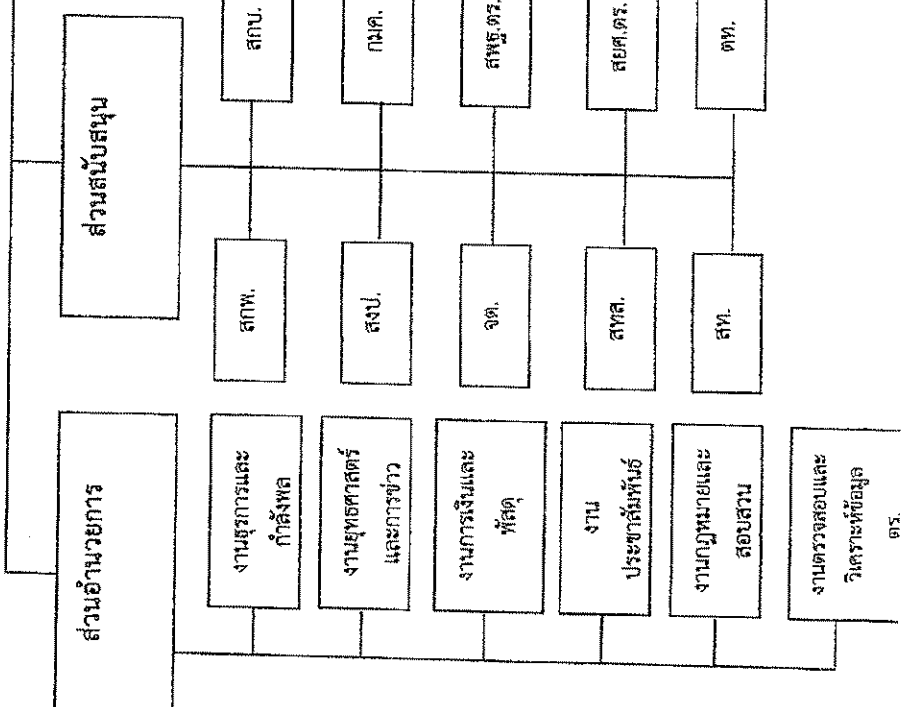 ส่วนอำนวยการ
งานธุรการและ
กำลังพล
งานยุทธศาสตร์
และการข่าว
งานการเงินและ
พัสดุ
งาน
ประชาสัมพันธ์
งานกฎหมายและ
สอบสวน
งานตรวจสอบและ
วิเคราะห์ข้อมูล
ตร.
ส่วนสนับสนุน
สกพ.
สกบ.
สงป.
กมค.
จต.
สพฐ.ตร.
สทส.
สยศ.ตร.
สท.
ตท.